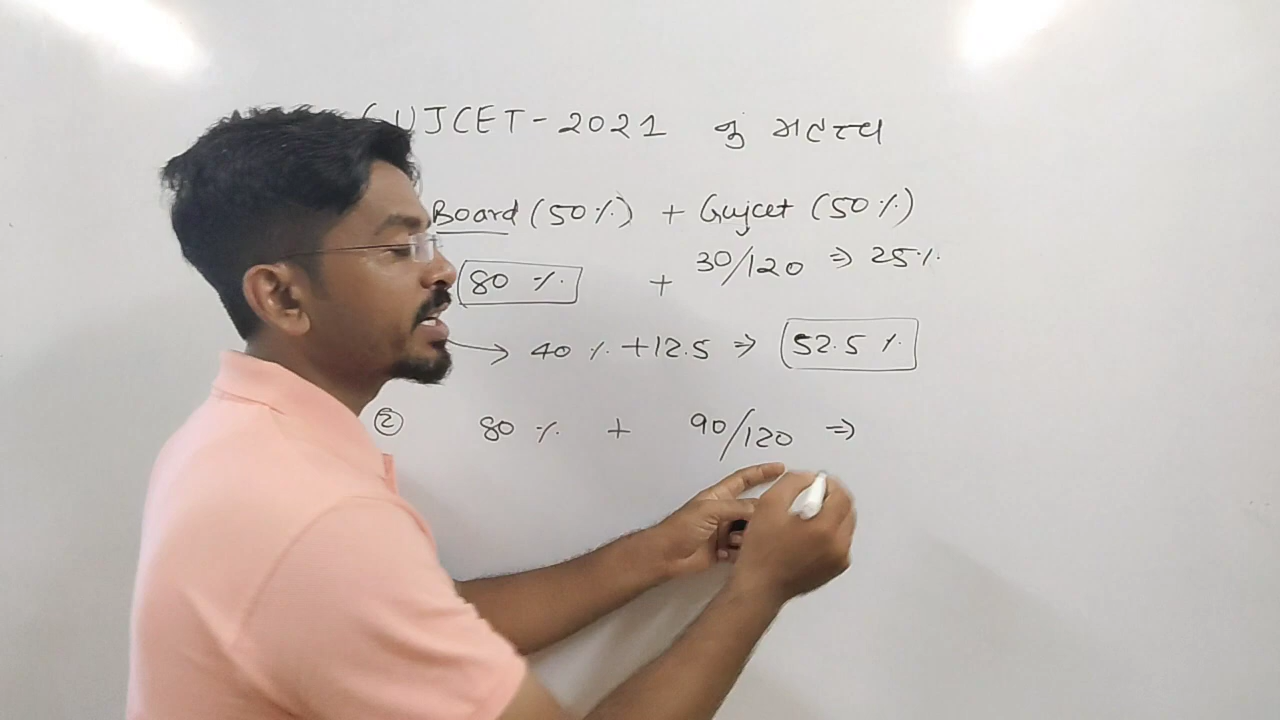 GUJCET-2021 નું મહત્વ
Board (50%) + Gujcet (50%)
80 % + 30/120 ⇒ 25%
→ 40 % + 12.5 ⇒ 52.5 %
② 80 % + 90/120 ⇒